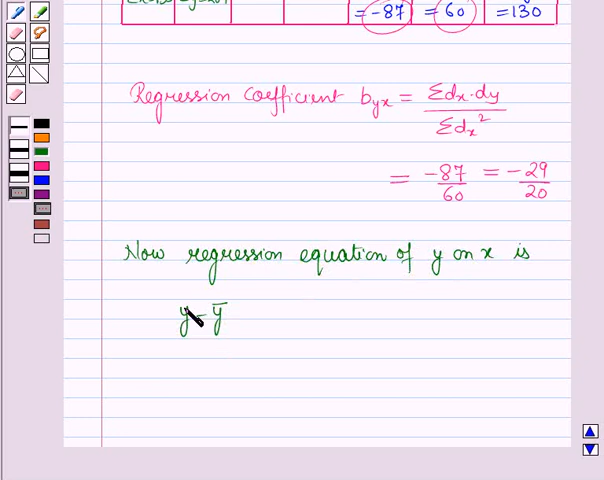 = -87 = 60 = 130
Regression Coefficient byx = Σdx·dy
Σdx²
= -87 = -29
60 20
Now regression equation of y on x is
y - ȳ